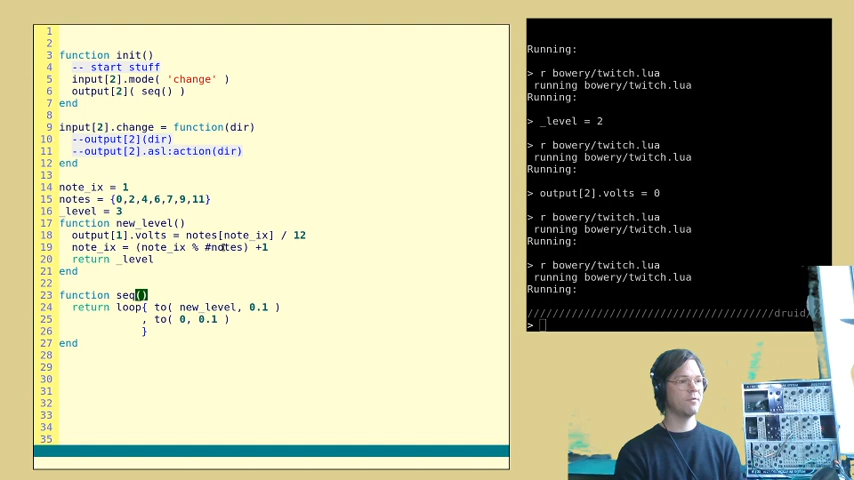 1
2
3 function init()
4 -- start stuff
5 input[2].mode( 'change' )
6 output[2]( seq() )
7 end
8
9 input[2].change = function(dir)
10 --output[2](dir)
11 --output[2].asl:action(dir)
12 end
13
14 note_ix = 1
15 notes = {0,2,4,6,7,9,11}
16 _level = 3
17 function new_level()
18 output[1].volts = notes[note_ix] / 12
19 note_ix = (note_ix % #notes) +1
20 return _level
21 end
22
23 function seq()
24 return loop{ to( new_level, 0.1 )
25 , to( 0, 0.1 )
26 }
27 end
28
29
30
31
32
33
34
35
Running:
> r bowery/twitch.lua
running bowery/twitch.lua
Running:
> _level = 2
> r bowery/twitch.lua
running bowery/twitch.lua
Running:
> output[2].volts = 0
> r bowery/twitch.lua
running bowery/twitch.lua
Running:
> r bowery/twitch.lua
running bowery/twitch.lua
Running:
////////////////////////////////////////druid/
>